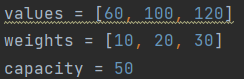 values = [60, 100, 120]
weights = [10, 20, 30]
capacity = 50